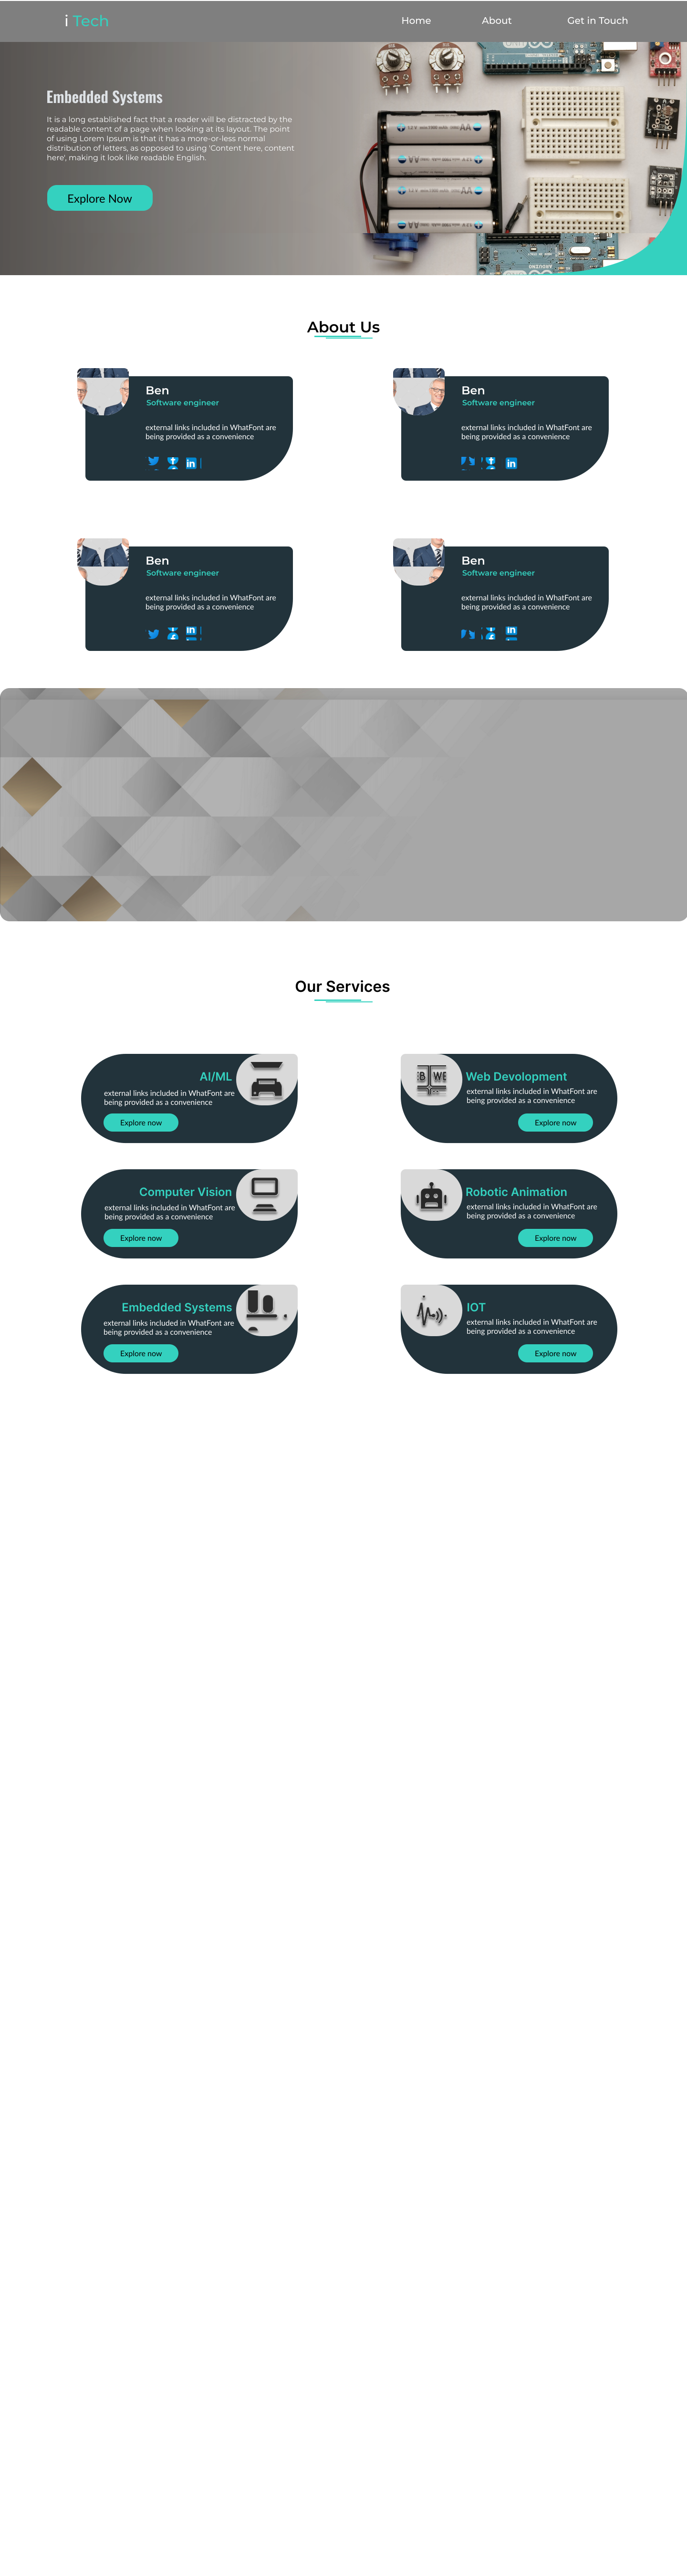 i Tech
Home
About
Get in Touch
Embedded Systems
It is a long established fact that a reader will be distracted by the
readable content of a page when looking at its layout. The point
of using Lorem Ipsum is that it has a more-or-less normal
distribution of letters, as opposed to using 'Content here, content
here', making it look like readable English.
Explore Now
About Us
Ben
Software engineer
external links included in WhatFont are
being provided as a convenience
Ben
Software engineer
external links included in WhatFont are
being provided as a convenience
Ben
Software engineer
external links included in WhatFont are
being provided as a convenience
Ben
Software engineer
external links included in WhatFont are
being provided as a convenience
Our Services
AI/ML
external links included in WhatFont are
being provided as a convenience
Explore now
Web Devolopment
external links included in WhatFont are
being provided as a convenience
Explore now
Computer Vision
external links included in WhatFont are
being provided as a convenience
Explore now
Robotic Animation
external links included in WhatFont are
being provided as a convenience
Explore now
Embedded Systems
external links included in WhatFont are
being provided as a convenience
Explore now
IOT
external links included in WhatFont are
being provided as a convenience
Explore now